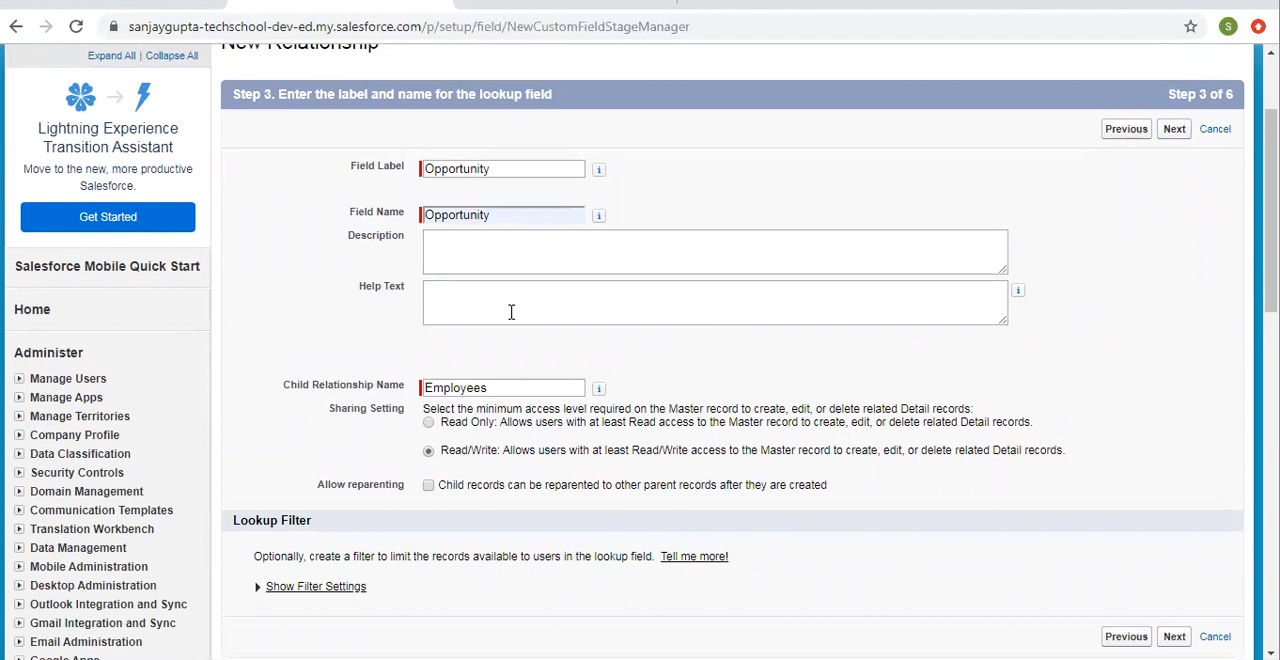 sanjaygupta-techschool-dev-ed.my.salesforce.com/p/setup/field/NewCustomFieldStageManager
S
Expand All | Collapse All
Lightning Experience
Transition Assistant
Move to the new, more productive
Salesforce.
Get Started
Salesforce Mobile Quick Start
Home
Administer
Manage Users
Manage Apps
Manage Territories
Company Profile
Data Classification
Security Controls
Domain Management
Communication Templates
Translation Workbench
Data Management
Mobile Administration
Desktop Administration
Outlook Integration and Sync
Gmail Integration and Sync
Email Administration
Google Apps
New Relationship
Step 3. Enter the label and name for the lookup field Step 3 of 6
Previous Next Cancel
Field Label Opportunity i
Field Name Opportunity i
Description
Help Text i
Child Relationship Name Employees i
Sharing Setting Select the minimum access level required on the Master record to create, edit, or delete related Detail records:
Read Only: Allows users with at least Read access to the Master record to create, edit, or delete related Detail records.
Read/Write: Allows users with at least Read/Write access to the Master record to create, edit, or delete related Detail records.
Allow reparenting Child records can be reparented to other parent records after they are created
Lookup Filter
Optionally, create a filter to limit the records available to users in the lookup field. Tell me more!
Show Filter Settings
Previous Next Cancel